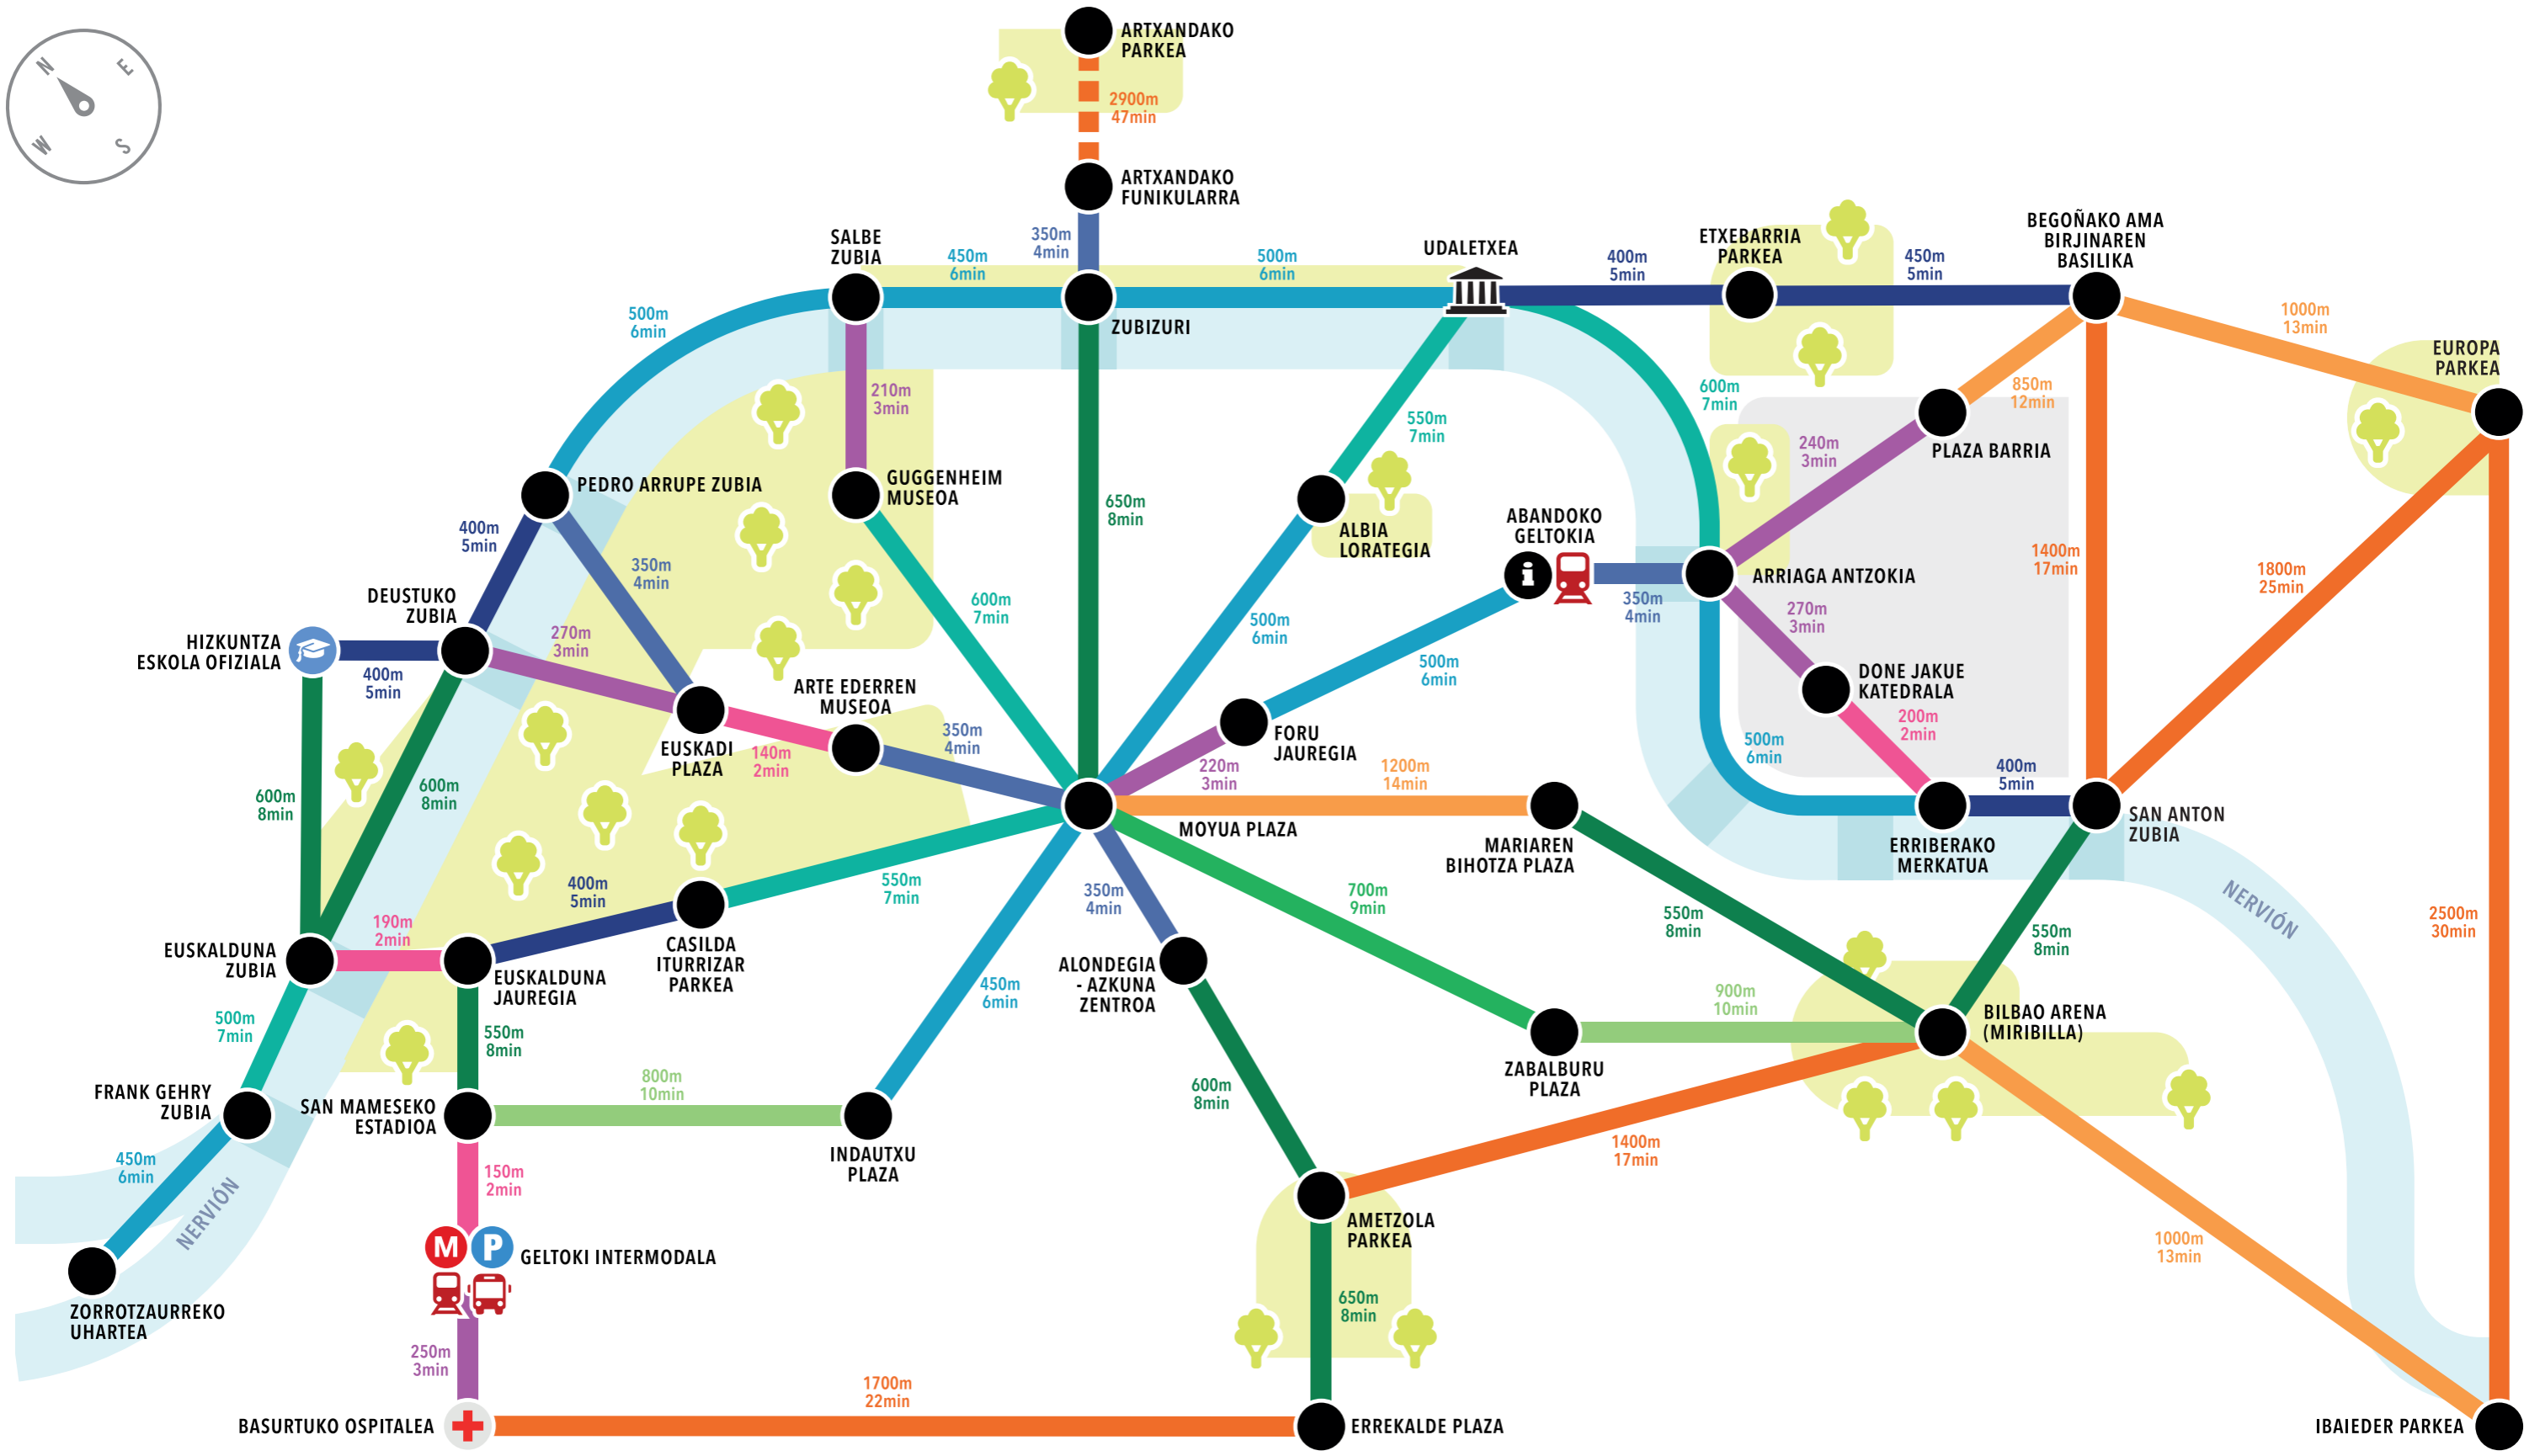 N
E
W
S
ARTXANDAKO
PARKEA
2900m
47min
ARTXANDAKO
FUNIKULARRA
350m
4min
SALBE
ZUBIA
450m
6min
500m
6min
UDALETXEA
400m
5min
ETXEBARRIA
PARKEA
450m
5min
BEGOÑAKO AMA
BIRJINAREN
BASILIKA
1000m
13min
EUROPA
PARKEA
500m
6min
ZUBIZURI
210m
3min
600m
7min
850m
12min
550m
7min
240m
3min
PLAZA BARRIA
PEDRO ARRUPE ZUBIA
GUGGENHEIM
MUSEOA
650m
8min
ALBIA
LORATEGIA
ABANDOKO
GELTOKIA
i
400m
5min
350m
4min
1400m
17min
1800m
25min
ARRIAGA ANTZOKIA
350m
4min
DEUSTUKO
ZUBIA
HIZKUNTZA
ESKOLA OFIZIALA
400m
5min
270m
3min
600m
7min
500m
6min
500m
6min
270m
3min
DONE JAKUE
KATEDRALA
200m
2min
ARTE EDERREN
MUSEOA
EUSKADI
PLAZA
140m
2min
350m
4min
FORU
JAUREGIA
220m
3min
1200m
14min
500m
6min
400m
5min
600m
8min
600m
8min
MOYUA PLAZA
MARIAREN
BIHOTZA PLAZA
ERRIBERAKO
MERKATUA
SAN ANTON
ZUBIA
NERVIÓN
400m
5min
550m
7min
350m
4min
700m
9min
550m
8min
550m
8min
2500m
30min
190m
2min
EUSKALDUNA
ZUBIA
EUSKALDUNA
JAUREGIA
CASILDA
ITURRIZAR
PARKEA
450m
6min
ALONDEGIA
- AZKUNA
ZENTROA
900m
10min
BILBAO ARENA
(MIRIBILLA)
500m
7min
550m
8min
ZABALBURU
PLAZA
FRANK GEHRY
ZUBIA
SAN MAMESEKO
ESTADIOA
800m
10min
600m
8min
INDAUTXU
PLAZA
1400m
17min
450m
6min
150m
2min
NERVIÓN
AMETZOLA
PARKEA
1000m
13min
M
P
GELTOKI INTERMODALA
ZORROTZAURREKO
UHARTEA
650m
8min
250m
3min
1700m
22min
BASURTUKO OSPITALEA
ERREKALDE PLAZA
IBAIEDER PARKEA